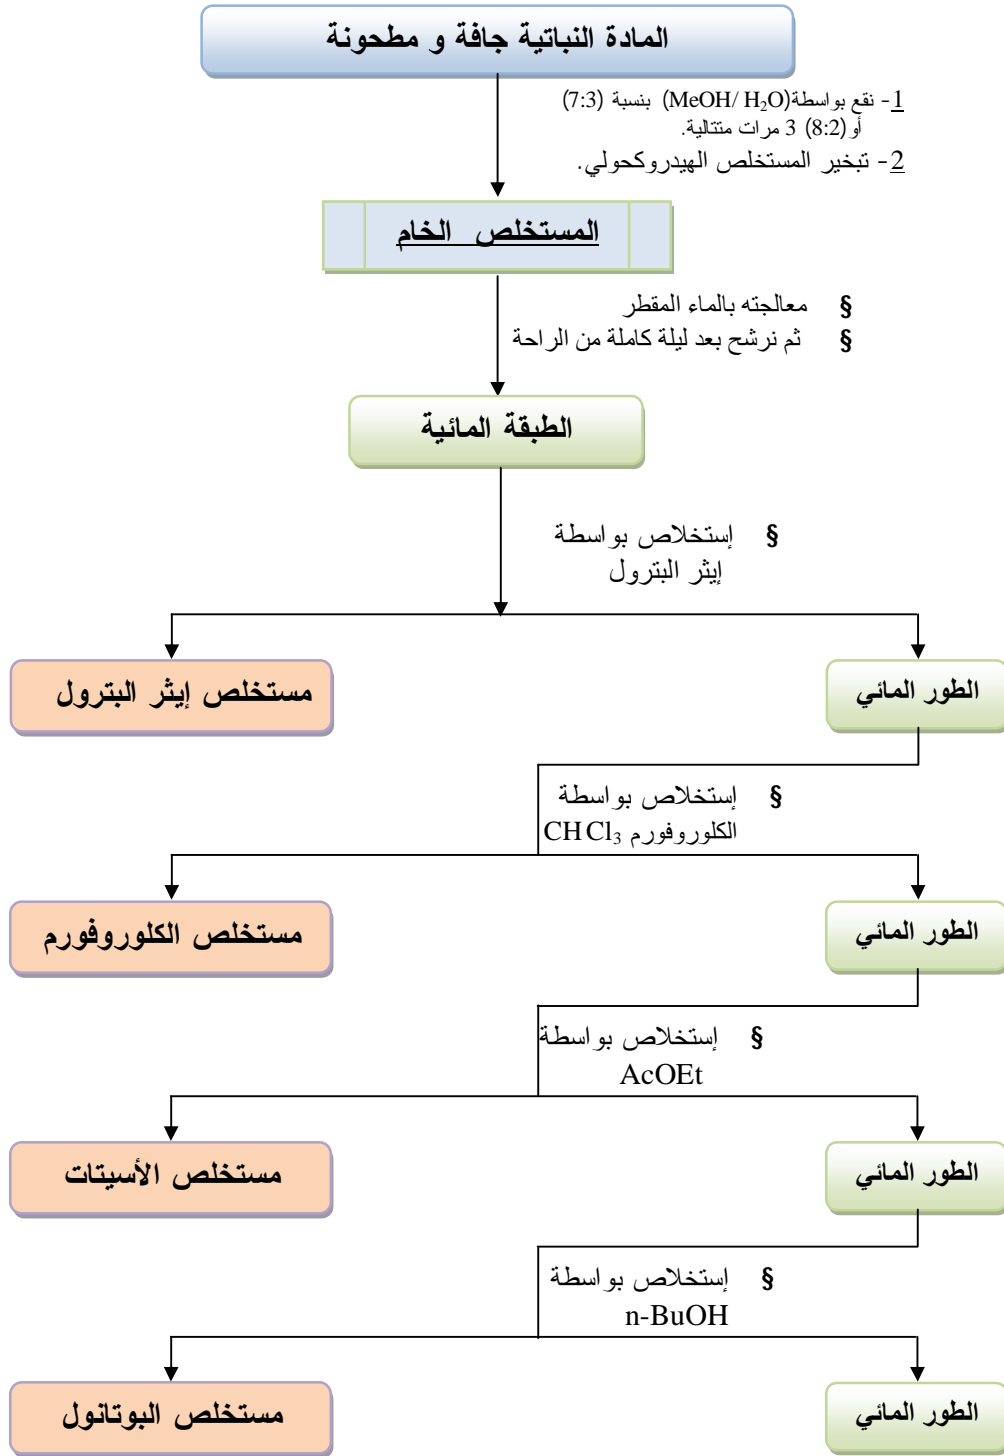 المادة النباتية جافة و مطحونة
1- نقع بواسطة(MeOH/ H₂O) بنسبة (7:3)
أو (8:2) 3 مرات متتالية.
2- تبخير المستخلص الهيدروكحولي.
المستخلص الخام
§ معالجته بالماء المقطر
§ ثم نرشح بعد ليلة كاملة من الراحة
الطبقة المائية
§ إستخلاص بواسطة
إيثر البترول
الطور المائي
مستخلص إيثر البترول
§ إستخلاص بواسطة
الكلوروفورم CHCl₃
الطور المائي
مستخلص الكلوروفورم
§ إستخلاص بواسطة
AcOEt
الطور المائي
مستخلص الأسيتات
§ إستخلاص بواسطة
n-BuOH
الطور المائي
مستخلص البوتانول